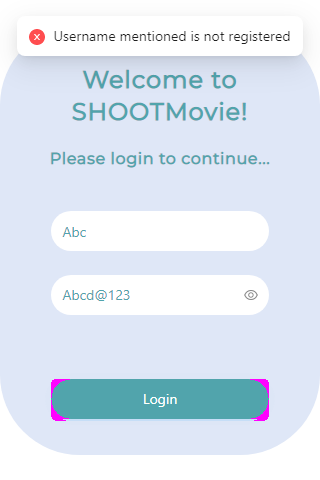 Username mentioned is not registered
Welcome to
SHOOTMovie!
Please login to continue...
Abc
Abcd@123
Login